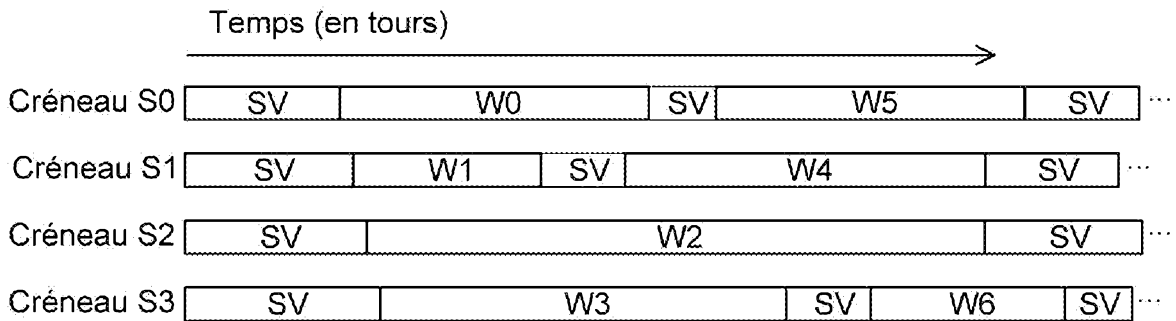 Temps (en tours)
Créneau S0 SV W0 SV W5 SV ...
Créneau S1 SV W1 SV W4 SV ...
Créneau S2 SV W2 SV ...
Créneau S3 SV W3 SV W6 SV ...